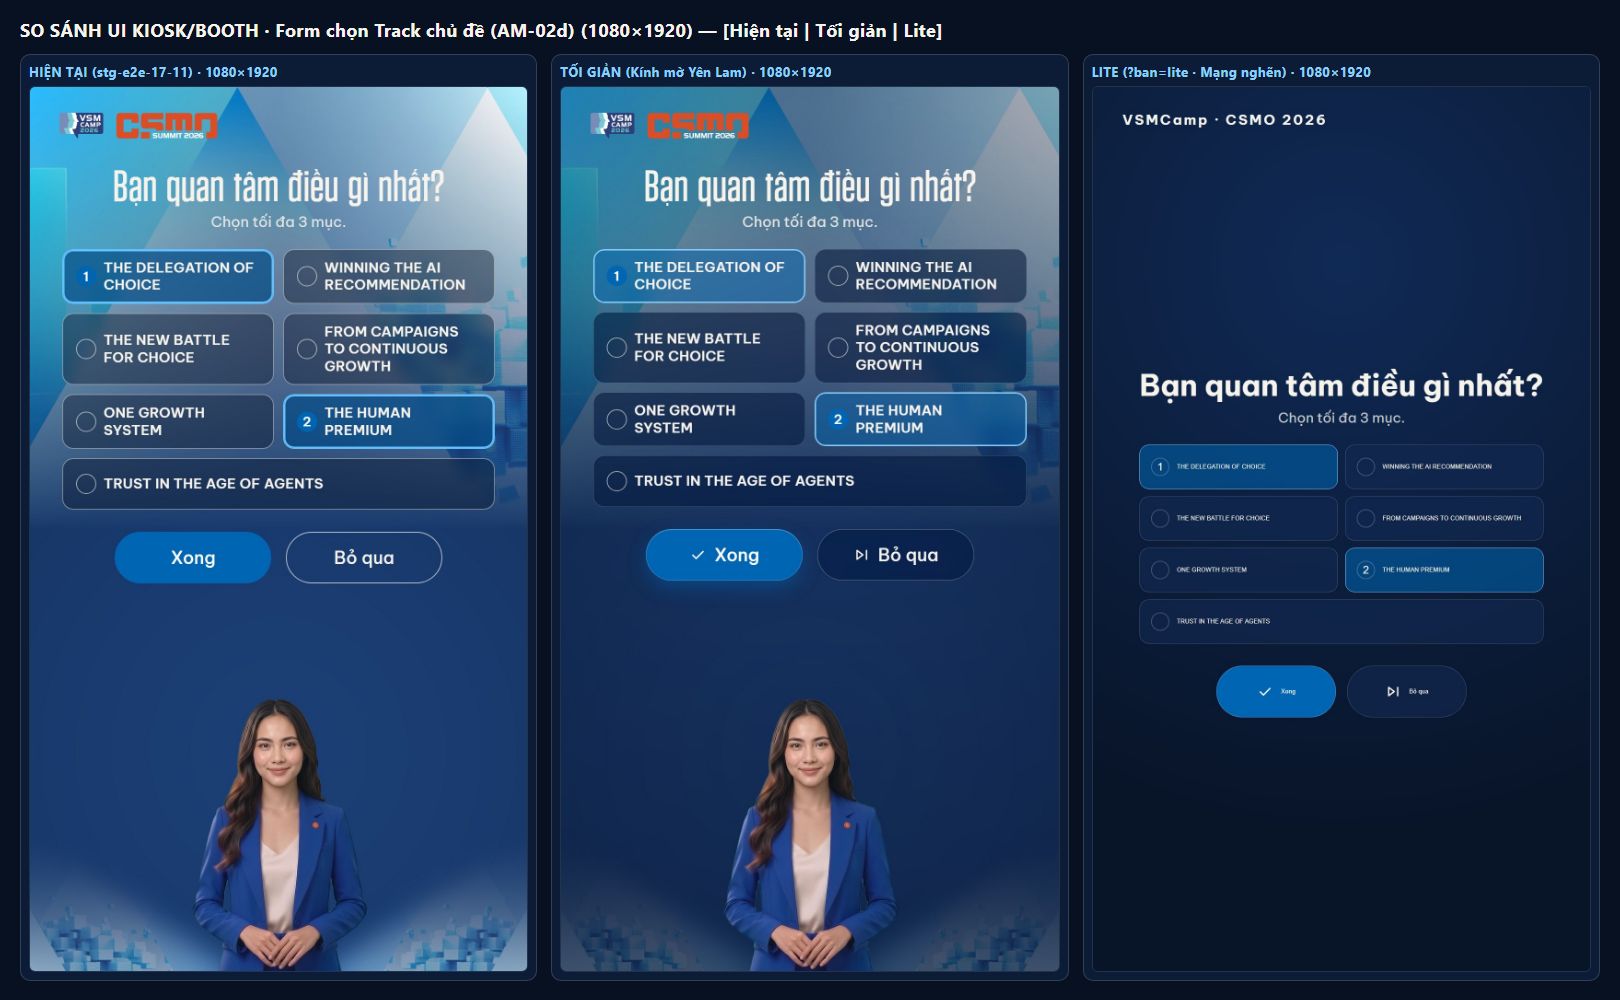 SO SÁNH UI KIOSK/BOOTH · Form chọn Track chủ đề (AM-02d) (1080×1920) — [Hiện tại | Tối giản | Lite]
HIỆN TẠI (stg-e2e-17-11) · 1080×1920
VSM
CAMP
2026
CSMO
SUMMIT 2026
Bạn quan tâm điều gì nhất?
Chọn tối đa 3 mục.
1
THE DELEGATION OF
CHOICE
WINNING THE AI
RECOMMENDATION
THE NEW BATTLE
FOR CHOICE
FROM CAMPAIGNS
TO CONTINUOUS
GROWTH
ONE GROWTH
SYSTEM
2
THE HUMAN
PREMIUM
TRUST IN THE AGE OF AGENTS
Xong
Bỏ qua
TỐI GIẢN (Kính mờ Yên Lam) · 1080×1920
VSM
CAMP
2026
CSMO
SUMMIT 2026
Bạn quan tâm điều gì nhất?
Chọn tối đa 3 mục.
1
THE DELEGATION OF
CHOICE
WINNING THE AI
RECOMMENDATION
THE NEW BATTLE
FOR CHOICE
FROM CAMPAIGNS
TO CONTINUOUS
GROWTH
ONE GROWTH
SYSTEM
2
THE HUMAN
PREMIUM
TRUST IN THE AGE OF AGENTS
Xong
Bỏ qua
LITE (?ban=lite · Mạng nghẽn) · 1080×1920
VSMCamp · CSMO 2026
Bạn quan tâm điều gì nhất?
Chọn tối đa 3 mục.
1
THE DELEGATION OF CHOICE
WINNING THE AI RECOMMENDATION
THE NEW BATTLE FOR CHOICE
FROM CAMPAIGNS TO CONTINUOUS GROWTH
ONE GROWTH SYSTEM
2
THE HUMAN PREMIUM
TRUST IN THE AGE OF AGENTS
Xong
Bỏ qua